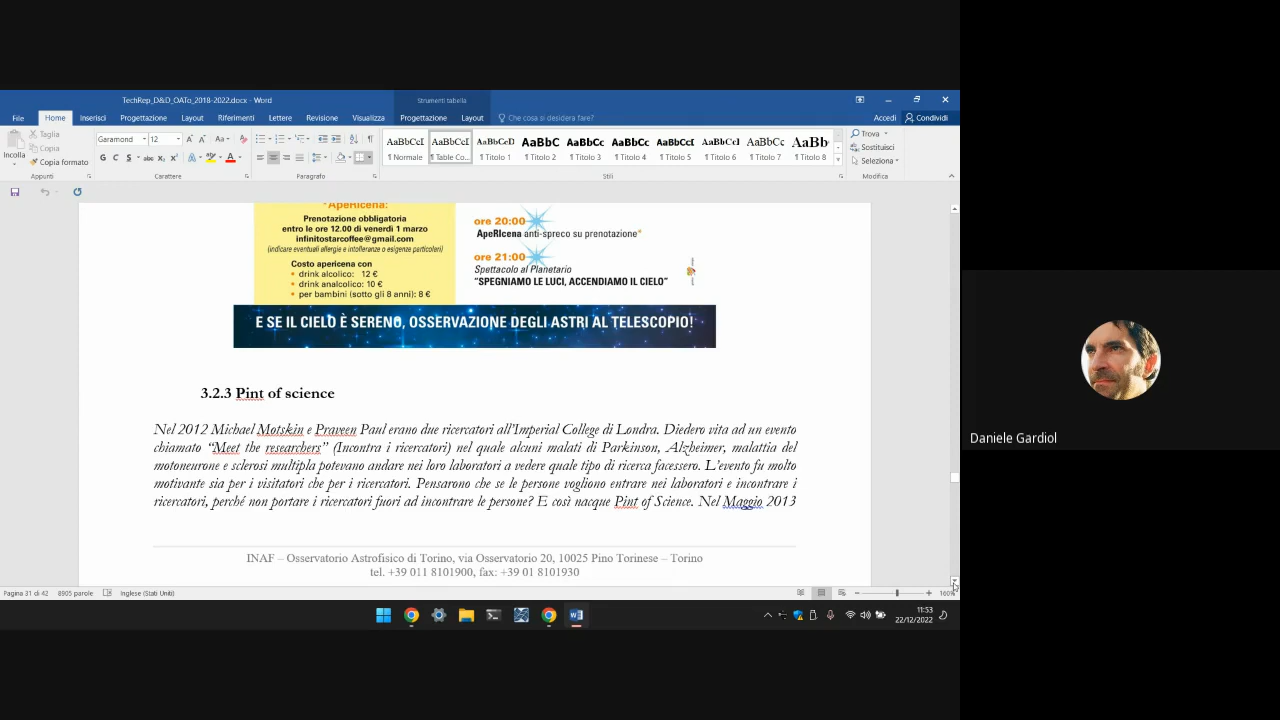 TechRep_D&D_OATo_2018-2022.docx - Word
Strumenti tabella
File Home Inserisci Progettazione Layout Riferimenti Lettere Revisione Visualizza Progettazione Layout Che cosa si desidera fare? Accedi Condividi
Incolla
Taglia
Copia
Copia formato
Garamond 12
G C S abc x₂ x² A
AaBbCcI AaBbCcI AaBbCcD AaBbC AaBbCc AaBbCc AaBbCcI AaBbCcI AaBbCc AaBb
¶ Normale ¶ Table Co... ¶ Titolo 1 ¶ Titolo 2 ¶ Titolo 3 ¶ Titolo 4 ¶ Titolo 5 ¶ Titolo 6 ¶ Titolo 7 ¶ Titolo 8
Trova
Sostituisci
Seleziona
Appunti Carattere Paragrafo Stili Modifica
*ApeRIcena:
Prenotazione obbligatoria
entro le ore 12.00 di venerdì 1 marzo
infinitostarcoffee@gmail.com
(indicare eventuali allergie e intolleranze o esigenze particolari)
Costo apericena con
• drink alcolico: 12 €
• drink analcolico: 10 €
• per bambini (sotto gli 8 anni): 8 €
ore 20:00
ApeRIcena anti-spreco su prenotazione*
ore 21:00
Spettacolo al Planetario
“SPEGNIAMO LE LUCI, ACCENDIAMO IL CIELO”
E SE IL CIELO È SERENO, OSSERVAZIONE DEGLI ASTRI AL TELESCOPIO!
3.2.3 Pint of science
Nel 2012 Michael Motskin e Praveen Paul erano due ricercatori all’Imperial College di Londra. Diedero vita ad un evento
chiamato “Meet the researchers” (Incontra i ricercatori) nel quale alcuni malati di Parkinson, Alzheimer, malattia del
motoneurone e sclerosi multipla potevano andare nei loro laboratori a vedere quale tipo di ricerca facessero. L’evento fu molto
motivante sia per i visitatori che per i ricercatori. Pensarono che se le persone vogliono entrare nei laboratori e incontrare i
ricercatori, perché non portare i ricercatori fuori ad incontrare le persone? E così nacque Pint of Science. Nel Maggio 2013
INAF – Osservatorio Astrofisico di Torino, via Osservatorio 20, 10025 Pino Torinese – Torino
tel. +39 011 8101900, fax: +39 01 8101930
Pagina 31 di 42 8905 parole Inglese (Stati Uniti) 160%
11:53
22/12/2022
Daniele Gardiol